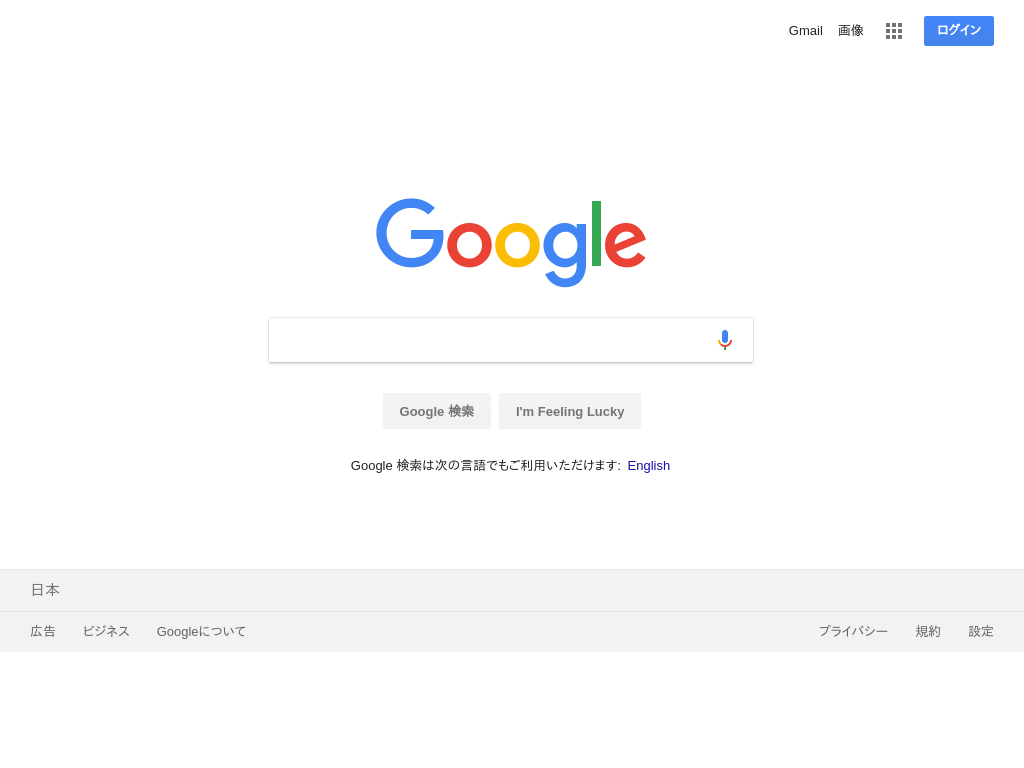 Gmail 画像 ログイン
Google
Google 検索 I'm Feeling Lucky
Google 検索は次の言語でもご利用いただけます: English
日本
広告 ビジネス Googleについて プライバシー 規約 設定